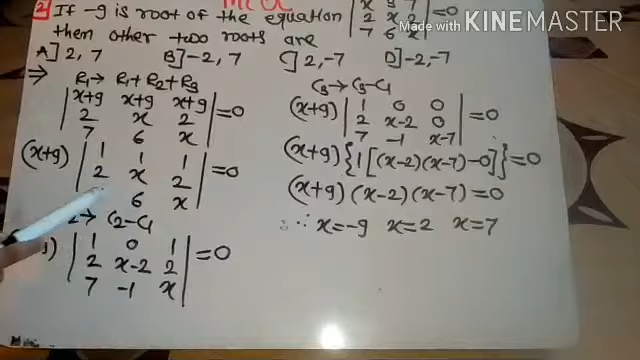 MCQ
2 If -9 is root of the equation | x 3 7 |
| 2 x 2 | =0
| 7 6 x |
then other two roots are
A] 2, 7 B] -2, 7 C] 2, -7 D] -2, -7
Made with KINEMASTER
⇒ R1→ R1+R2+R3
| x+9 x+9 x+9 |
| 2 x 2 | =0
| 7 6 x |
(x+9) | 1 1 1 |
| 2 x 2 | =0
| 6 x |
→ C2-C1
) | 1 0 1 |
| 2 x-2 2 | =0
| 7 -1 x |
C3→ C3-C1
(x+9) | 1 0 0 |
| 2 x-2 0 | =0
| 7 -1 x-7 |
(x+9) {1[(x-2)(x-7)-0]} =0
(x+9) (x-2) (x-7) =0
∴ x=-9 x=2 x=7